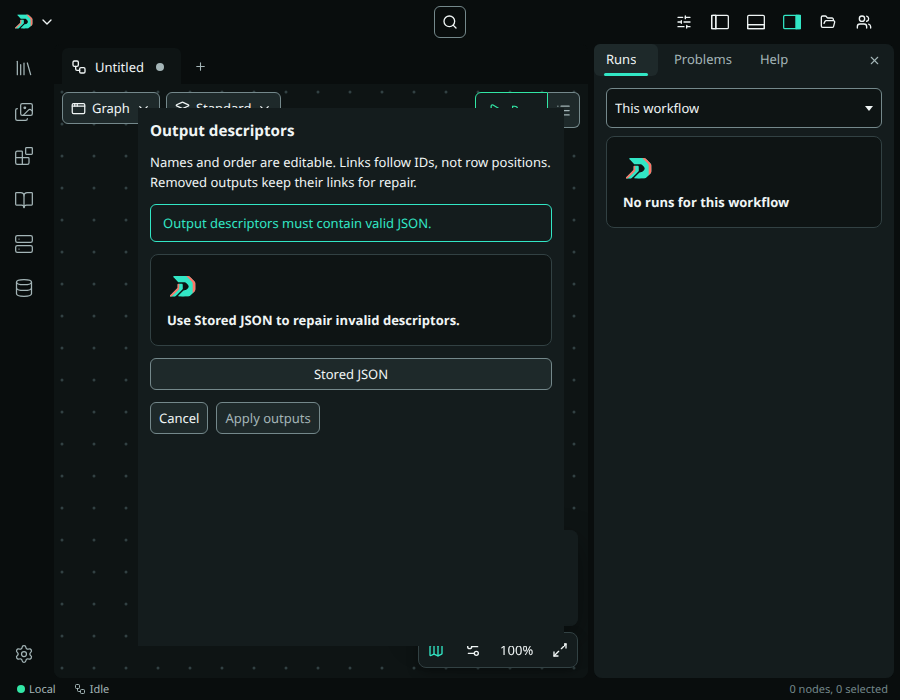 Untitled
Runs
Problems
Help
Graph
Standard
This workflow
Output descriptors
Names and order are editable. Links follow IDs, not row positions.
Removed outputs keep their links for repair.
Output descriptors must contain valid JSON.
No runs for this workflow
Use Stored JSON to repair invalid descriptors.
Stored JSON
Cancel
Apply outputs
100%
Local
Idle
0 nodes, 0 selected